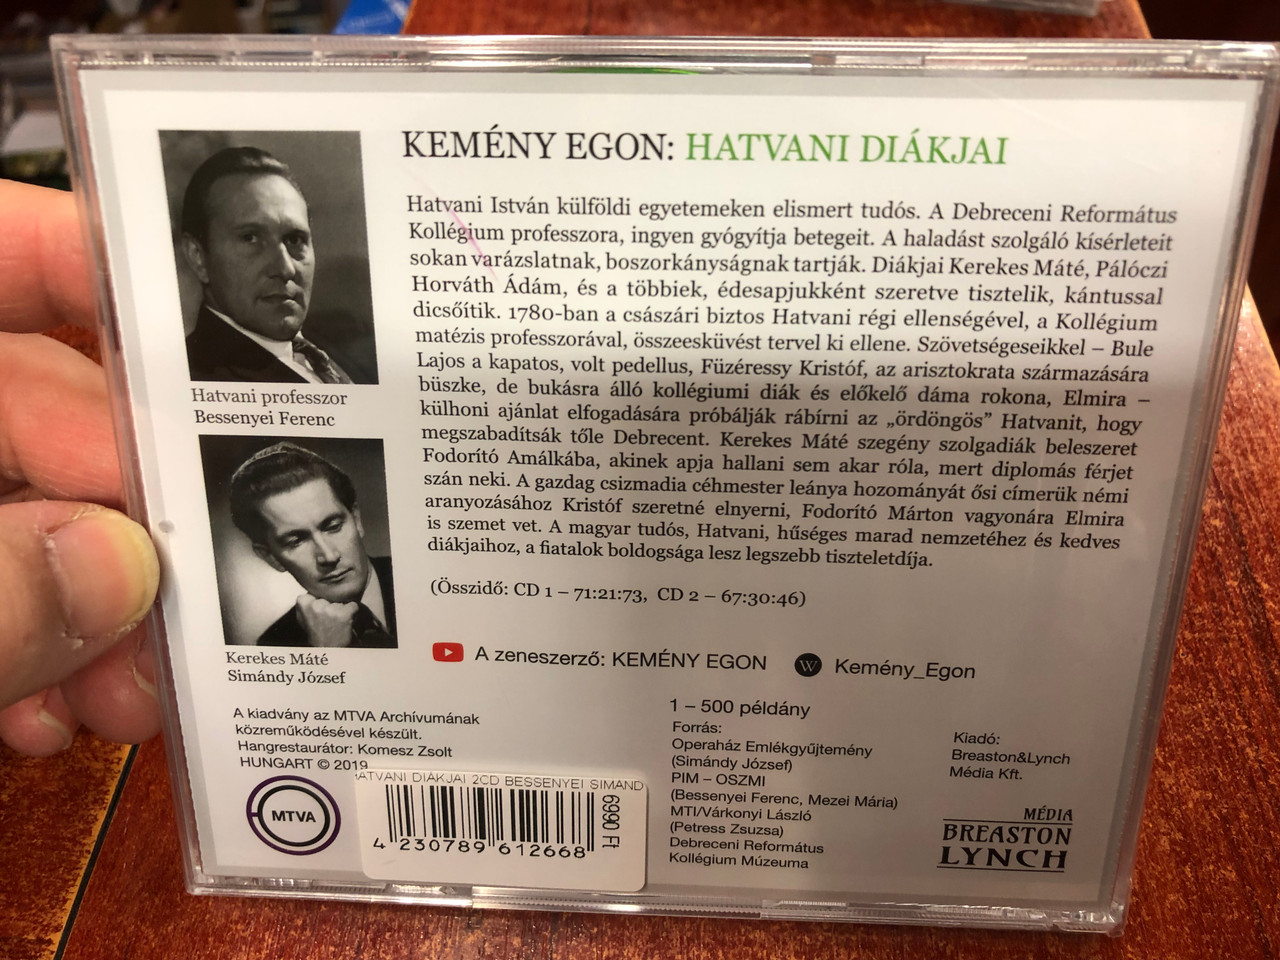 KEMÉNY EGON: HATVANI DIÁKJAI
Hatvani István külföldi egyetemeken elismert tudós. A Debreceni Református
Kollégium professzora, ingyen gyógyítja betegeit. A haladást szolgáló kísérleteit
sokan varázslatnak, boszorkányságnak tartják. Diákjai Kerekes Máté, Pálóczi
Horváth Ádám, és a többiek, édesapjukként szeretve tisztelik, kántussal
dicsőítik. 1780-ban a császári biztos Hatvani régi ellenségével, a Kollégium
matézis professzorával, összeesküvést tervel ki ellene. Szövetségeseikkel – Bule
Lajos a kapatos, volt pedellus, Füzéressy Kristóf, az arisztokrata származására
büszke, de bukásra álló kollégiumi diák és előkelő dáma rokona, Elmira –
külhoni ajánlat elfogadására próbálják rábírni az „ördöngös” Hatvanit, hogy
megszabadítsák tőle Debrecent. Kerekes Máté szegény szolgadiák beleszeret
Fodorító Amálkába, akinek apja hallani sem akar róla, mert diplomás férjet
szán neki. A gazdag csizmadia céhmester leánya hozományát ősi címerük némi
aranyozásához Kristóf szeretné elnyerni, Fodorító Márton vagyonára Elmira
is szemet vet. A magyar tudós, Hatvani, hűséges marad nemzetéhez és kedves
diákjaihoz, a fiatalok boldogsága lesz legszebb tiszteletdíja.
(Összidő: CD 1 – 71:21:73, CD 2 – 67:30:46)
Hatvani professzor
Bessenyei Ferenc
Kerekes Máté
Simándy József
A zeneszerző: KEMÉNY EGON
W Kemény_Egon
A kiadvány az MTVA Archívumának
közreműködésével készült.
Hangrestaurátor: Komesz Zsolt
HUNGART © 2019
MTVA
ATVANI DIAKJAI 2CD BESSENYEI SIMAND
6990 Ft
4 230789 612668
1 – 500 példány
Forrás:
Operaház Emlékgyűjtemény
(Simándy József)
PIM – OSZMI
(Bessenyei Ferenc, Mezei Mária)
MTI/Várkonyi László
(Petress Zsuzsa)
Debreceni Református
Kollégium Múzeuma
Kiadó:
Breaston&Lynch
Média Kft.
MÉDIA
BREASTON
LYNCH